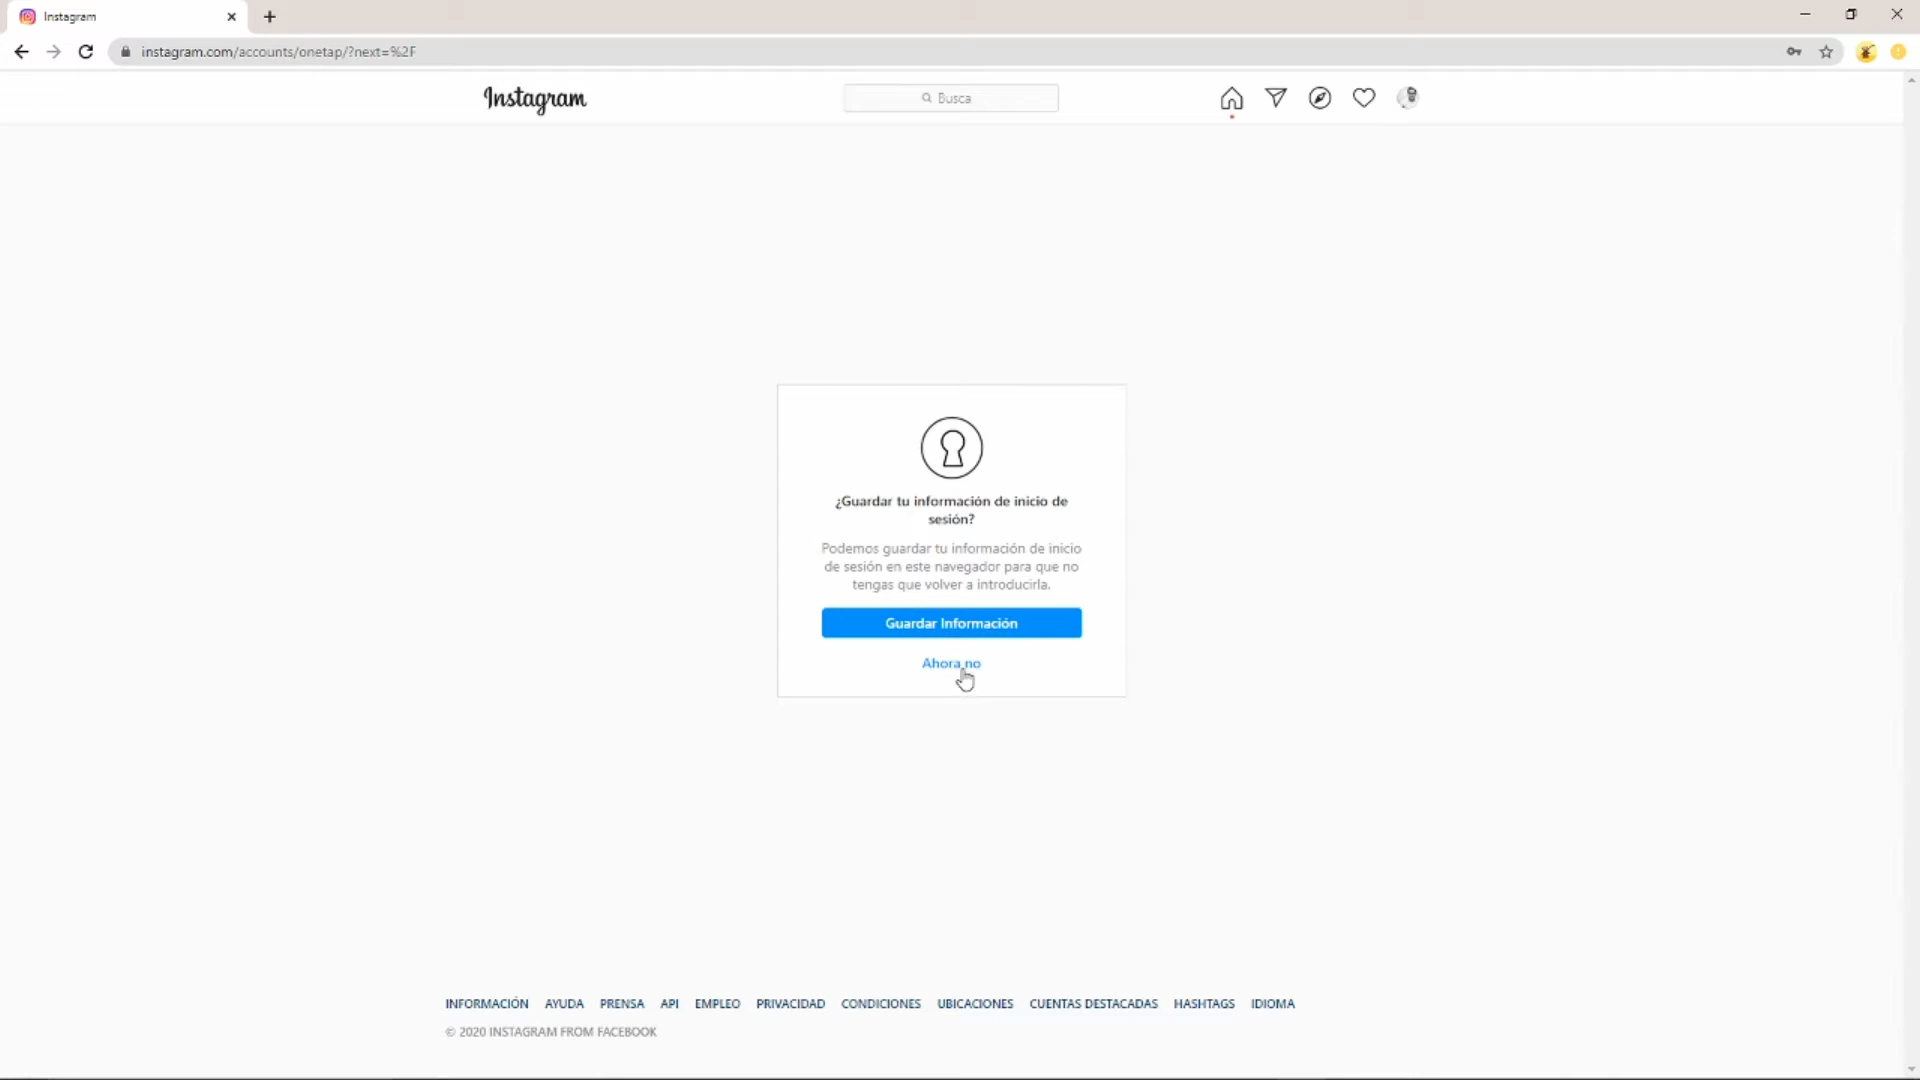 Instagram
instagram.com/accounts/onetap/?next=%2F
Instagram
Busca
¿Guardar tu información de inicio de
sesión?
Podemos guardar tu información de inicio
de sesión en este navegador para que no
tengas que volver a introducirla.
Guardar Información
Ahora no
INFORMACIÓN AYUDA PRENSA API EMPLEO PRIVACIDAD CONDICIONES UBICACIONES CUENTAS DESTACADAS HASHTAGS IDIOMA
© 2020 INSTAGRAM FROM FACEBOOK